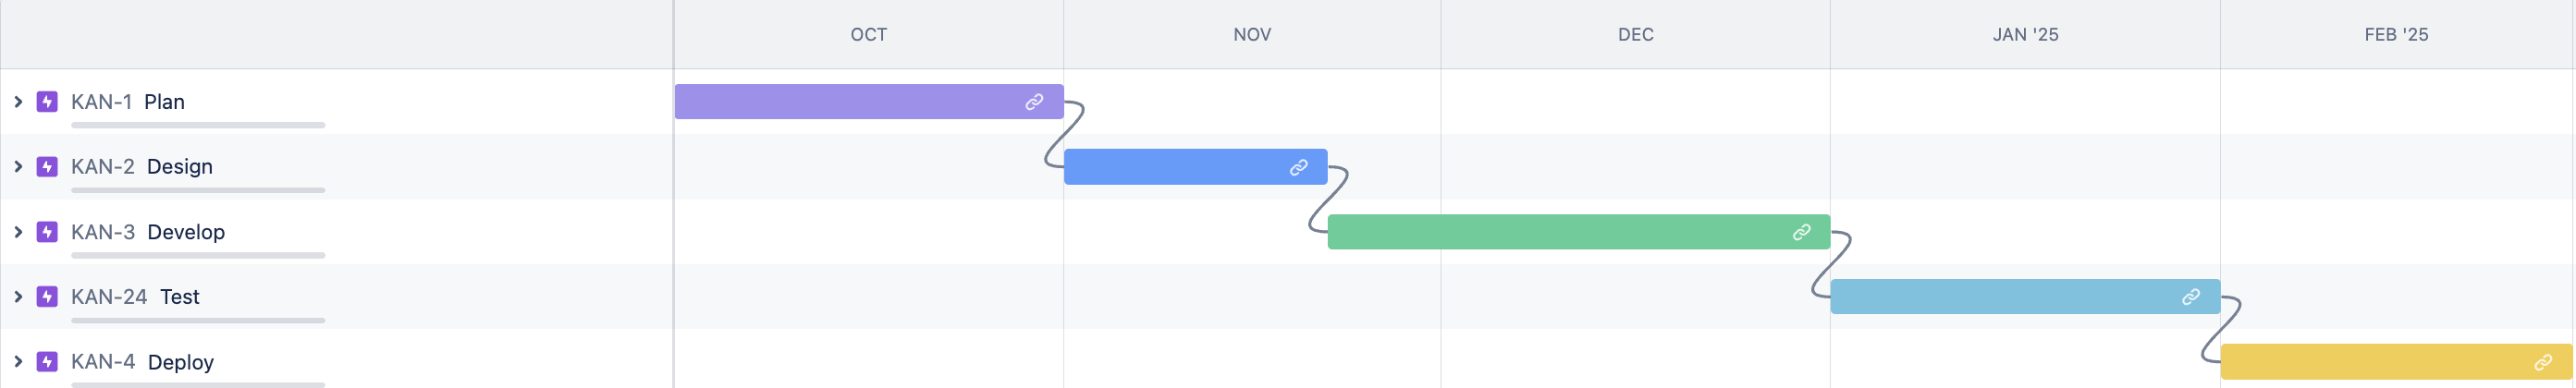 OCT NOV DEC JAN '25 FEB '25
KAN-1 Plan
KAN-2 Design
KAN-3 Develop
KAN-24 Test
KAN-4 Deploy